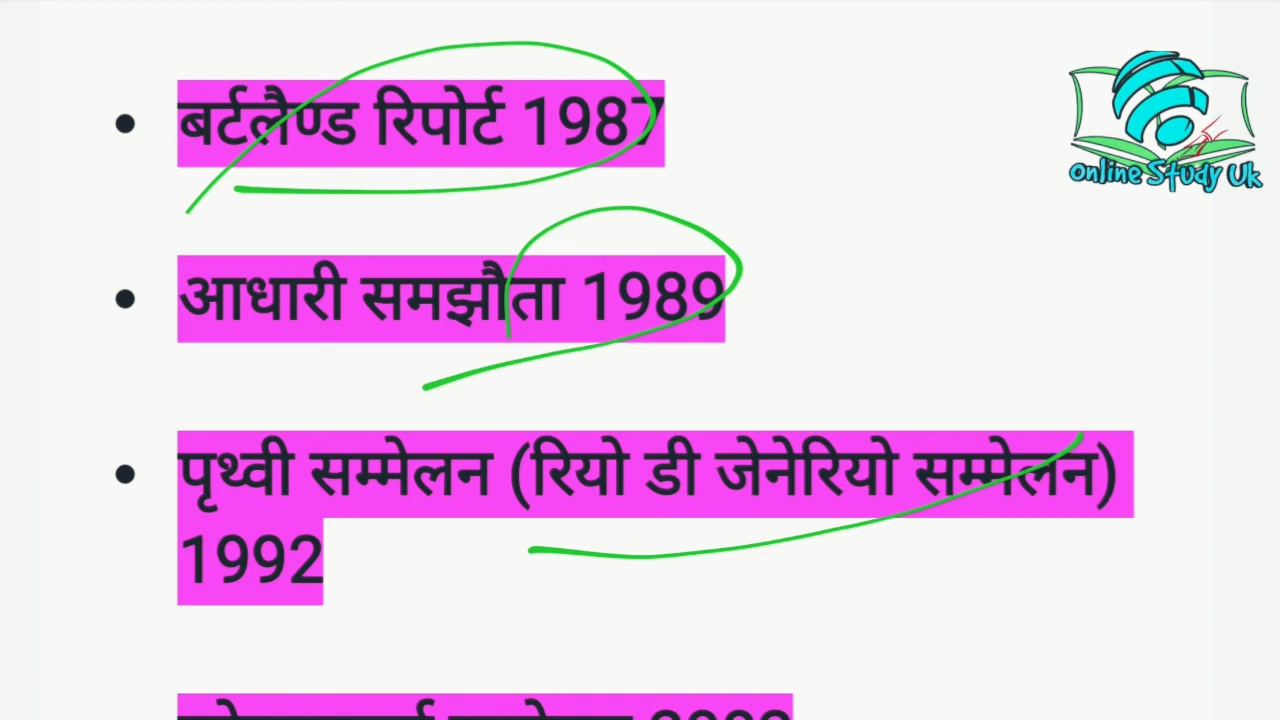 बर्टलैण्ड रिपोर्ट 1987
Online Study Uk
आधारी समझौता 1989
पृथ्वी सम्मेलन (रियो डी जेनेरियो सम्मेलन)
1992